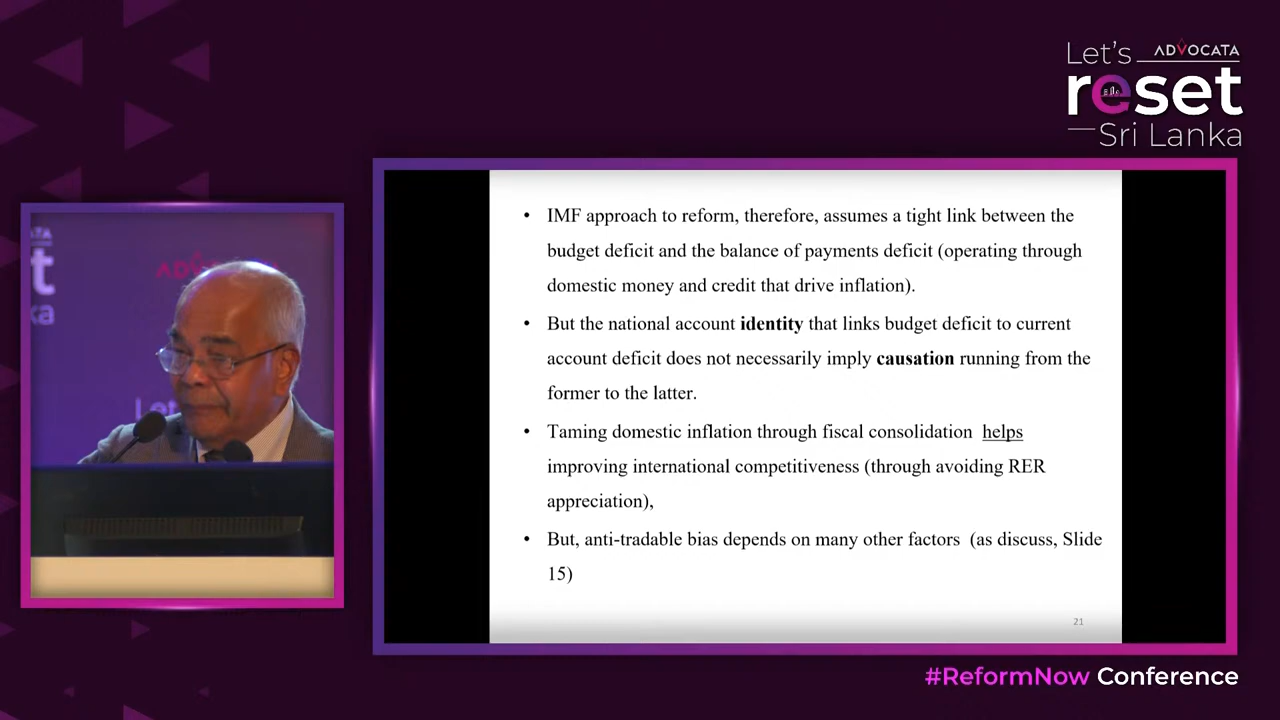 Let's
ADVOCATA
reset
Sri Lanka
• IMF approach to reform, therefore, assumes a tight link between the
budget deficit and the balance of payments deficit (operating through
domestic money and credit that drive inflation).
• But the national account identity that links budget deficit to current
account deficit does not necessarily imply causation running from the
former to the latter.
• Taming domestic inflation through fiscal consolidation helps
improving international competitiveness (through avoiding RER
appreciation),
• But, anti-tradable bias depends on many other factors (as discuss, Slide
15)
21
#ReformNow Conference